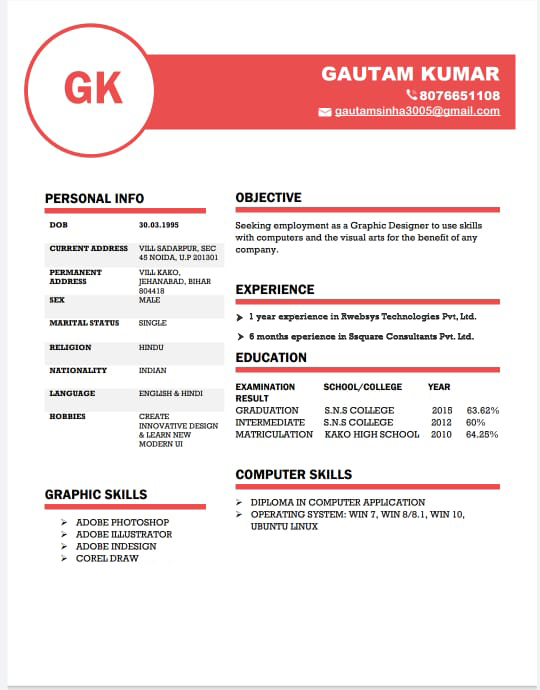 GK
GAUTAM KUMAR
8076651108
gautamsinha3005@gmail.com
PERSONAL INFO
DOB 30.03.1995
CURRENT ADDRESS VILL SADARPUR, SEC
45 NOIDA, U.P 201301
PERMANENT VILL KAKO,
ADDRESS JEHANABAD, BIHAR
804418
SEX MALE
MARITAL STATUS SINGLE
RELIGION HINDU
NATIONALITY INDIAN
LANGUAGE ENGLISH & HINDI
HOBBIES CREATE
INNOVATIVE DESIGN
& LEARN NEW
MODERN UI
GRAPHIC SKILLS
ADOBE PHOTOSHOP
ADOBE ILLUSTRATOR
ADOBE INDESIGN
COREL DRAW
OBJECTIVE
Seeking employment as a Graphic Designer to use skills
with computers and the visual arts for the benefit of any
company.
EXPERIENCE
1 year experience in Rwebsys Technologies Pvt, Ltd.
6 months eperience in Ssquare Consultants Pvt. Ltd.
EDUCATION
EXAMINATION SCHOOL/COLLEGE YEAR
RESULT
GRADUATION S.N.S COLLEGE 2015 63.62%
INTERMEDIATE S.N.S COLLEGE 2012 60%
MATRICULATION KAKO HIGH SCHOOL 2010 64.25%
COMPUTER SKILLS
DIPLOMA IN COMPUTER APPLICATION
OPERATING SYSTEM: WIN 7, WIN 8/8.1, WIN 10,
UBUNTU LINUX